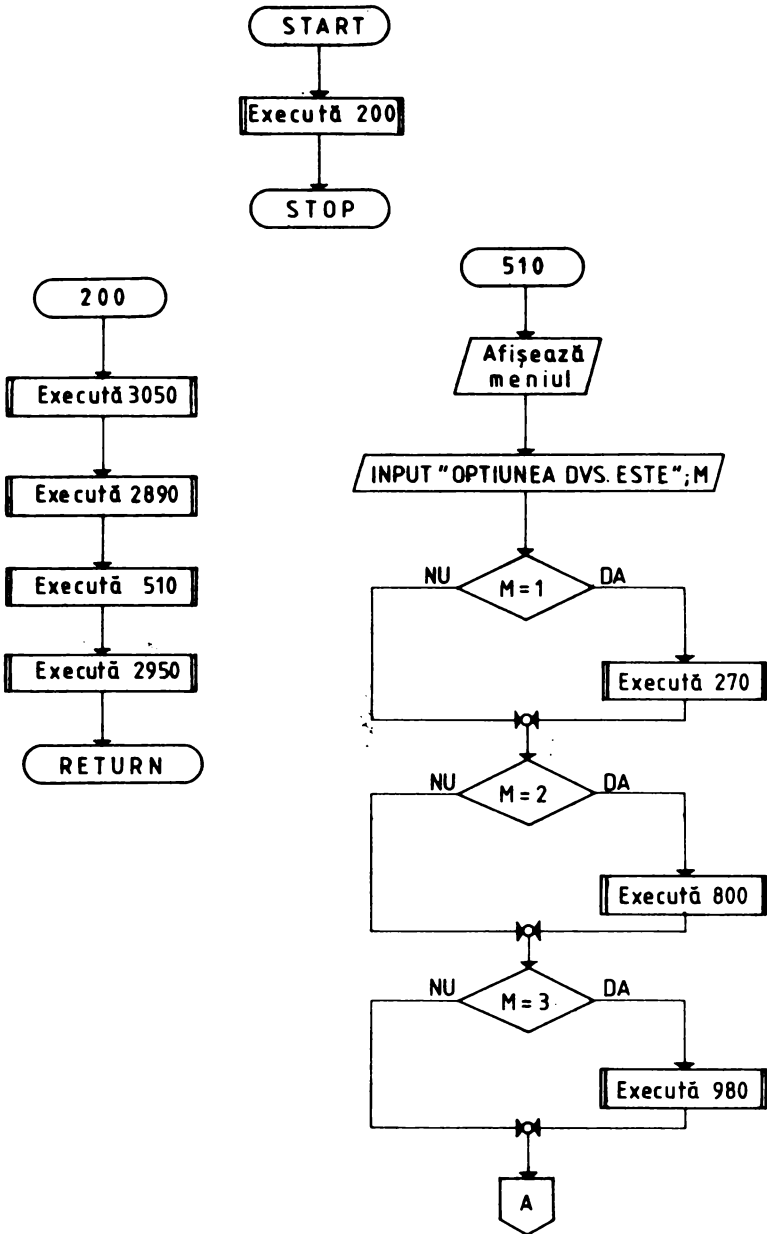 START
Execută 200
STOP
200
Execută 3050
Execută 2890
Execută 510
Execută 2950
RETURN
510
Afișează
meniul
INPUT "OPTIUNEA DVS. ESTE";M
NU
M=1
DA
Execută 270
NU
M=2
DA
Execută 800
NU
M=3
DA
Execută 980
A